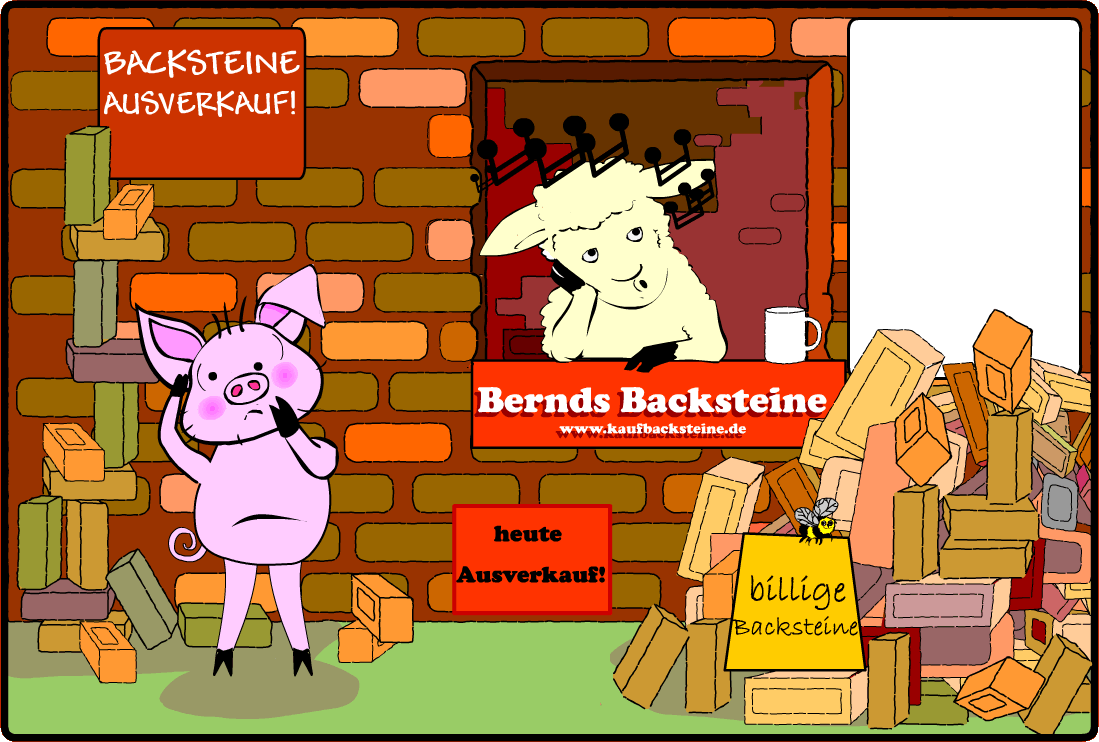 BACKSTEINE
AUSVERKAUF!
Bernds Backsteine
www.kaufbacksteine.de
heute
Ausverkauf!
billige
Backsteine